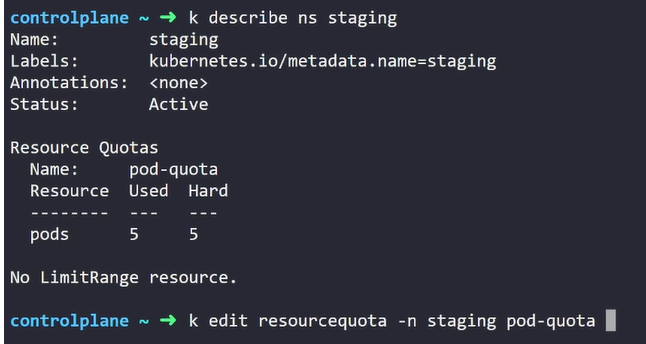 controlplane ~ ➜ k describe ns staging
Name: staging
Labels: kubernetes.io/metadata.name=staging
Annotations: <none>
Status: Active
Resource Quotas
Name: pod-quota
Resource Used Hard
-------- --- ---
pods 5 5
No LimitRange resource.
controlplane ~ ➜ k edit resourcequota -n staging pod-quota